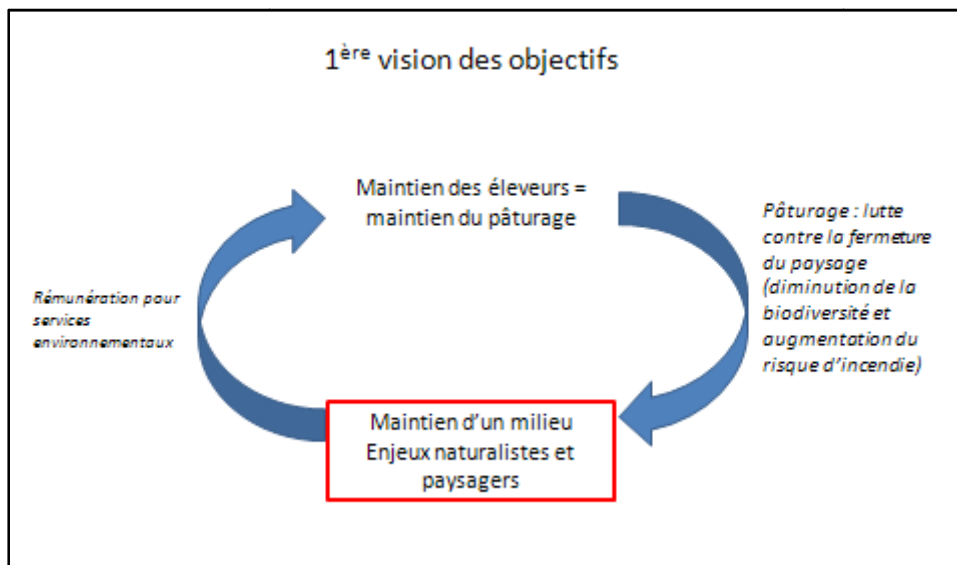 1ère vision des objectifs
Maintien des éleveurs =
maintien du pâturage
Pâturage : lutte
contre la fermeture
du paysage
(diminution de la
biodiversité et
augmentation du
risque d'incendie)
Rémunération pour
services
environnementaux
Maintien d'un milieu
Enjeux naturalistes et
paysagers